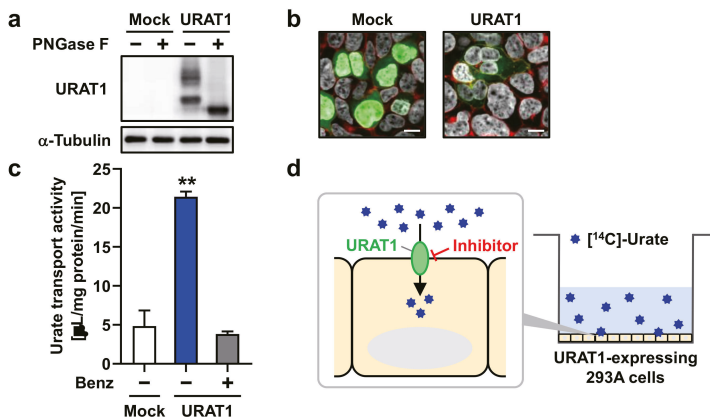 a
Mock URAT1
PNGase F − + − +
URAT1
α-Tubulin
b
Mock URAT1
c
Urate transport activity
[μL/mg protein/min]
25
20
15
10
5
0
**
Benz − − +
Mock URAT1
d
URAT1
Inhibitor
[¹⁴C]-Urate
URAT1-expressing
293A cells